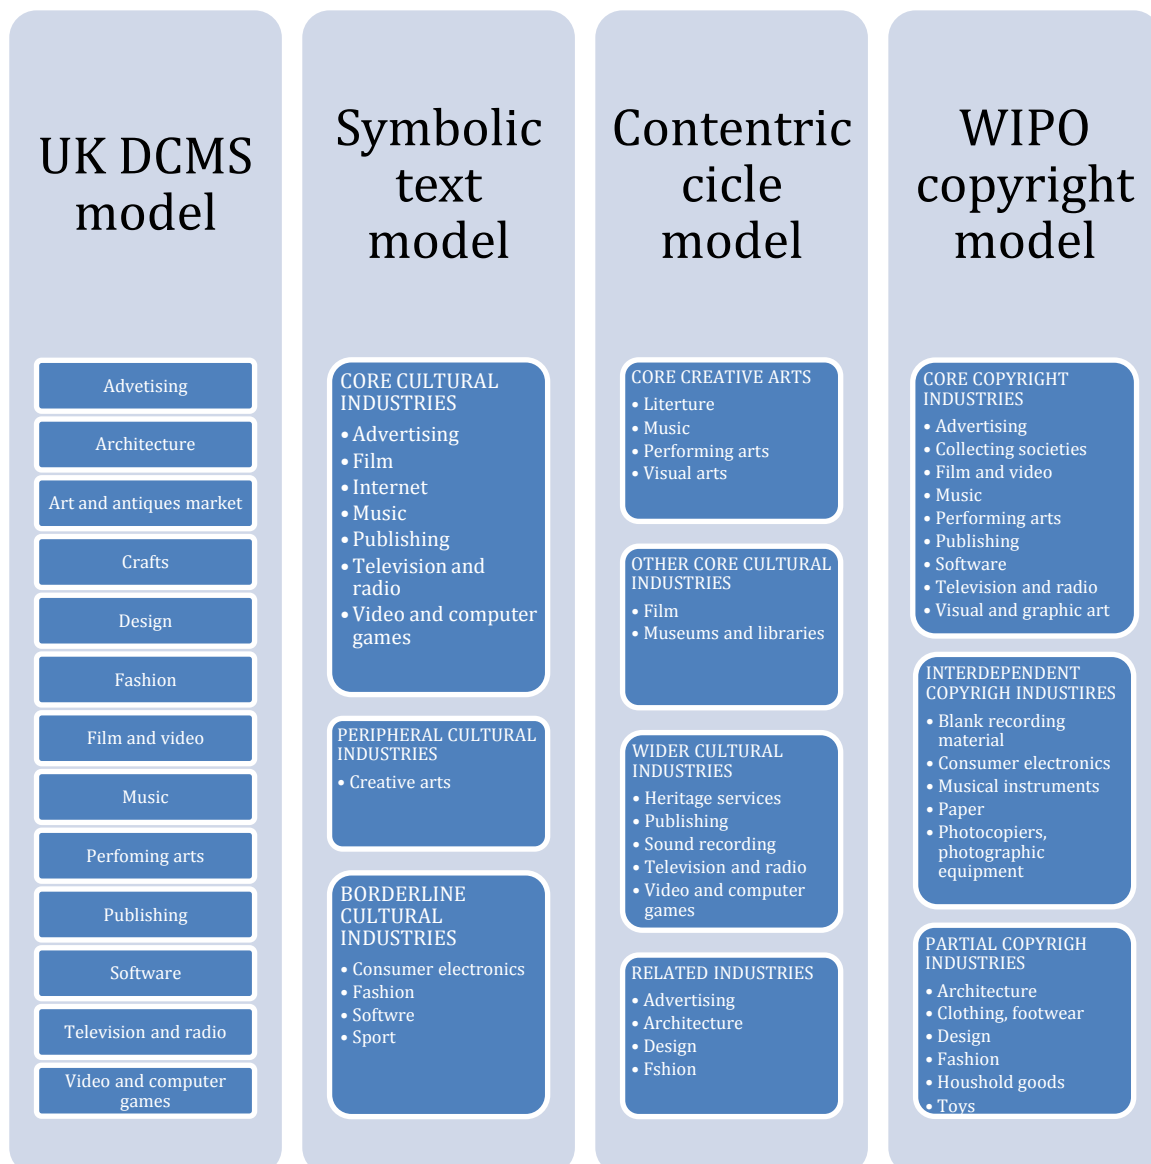 UK DCMS
model
Advetising
Architecture
Art and antiques market
Crafts
Design
Fashion
Film and video
Music
Perfoming arts
Publishing
Software
Television and radio
Video and computer
games
Symbolic
text
model
CORE CULTURAL
INDUSTRIES
• Advertising
• Film
• Internet
• Music
• Publishing
• Television and
radio
• Video and computer
games
PERIPHERAL CULTURAL
INDUSTRIES
• Creative arts
BORDERLINE
CULTURAL
INDUSTRIES
• Consumer electronics
• Fashion
• Softwre
• Sport
Contentric
cicle
model
CORE CREATIVE ARTS
• Literture
• Music
• Performing arts
• Visual arts
OTHER CORE CULTURAL
INDUSTRIES
• Film
• Museums and libraries
WIDER CULTURAL
INDUSTRIES
• Heritage services
• Publishing
• Sound recording
• Television and radio
• Video and computer
games
RELATED INDUSTRIES
• Advertising
• Architecture
• Design
• Fshion
WIPO
copyright
model
CORE COPYRIGHT
INDUSTRIES
• Advertising
• Collecting societies
• Film and video
• Music
• Performing arts
• Publishing
• Software
• Television and radio
• Visual and graphic art
INTERDEPENDENT
COPYRIGH INDUSTIRES
• Blank recording
material
• Consumer electronics
• Musical instruments
• Paper
• Photocopiers,
photographic
equipment
PARTIAL COPYRIGH
INDUSTRIES
• Architecture
• Clothing, footwear
• Design
• Fashion
• Houshold goods
• Toys